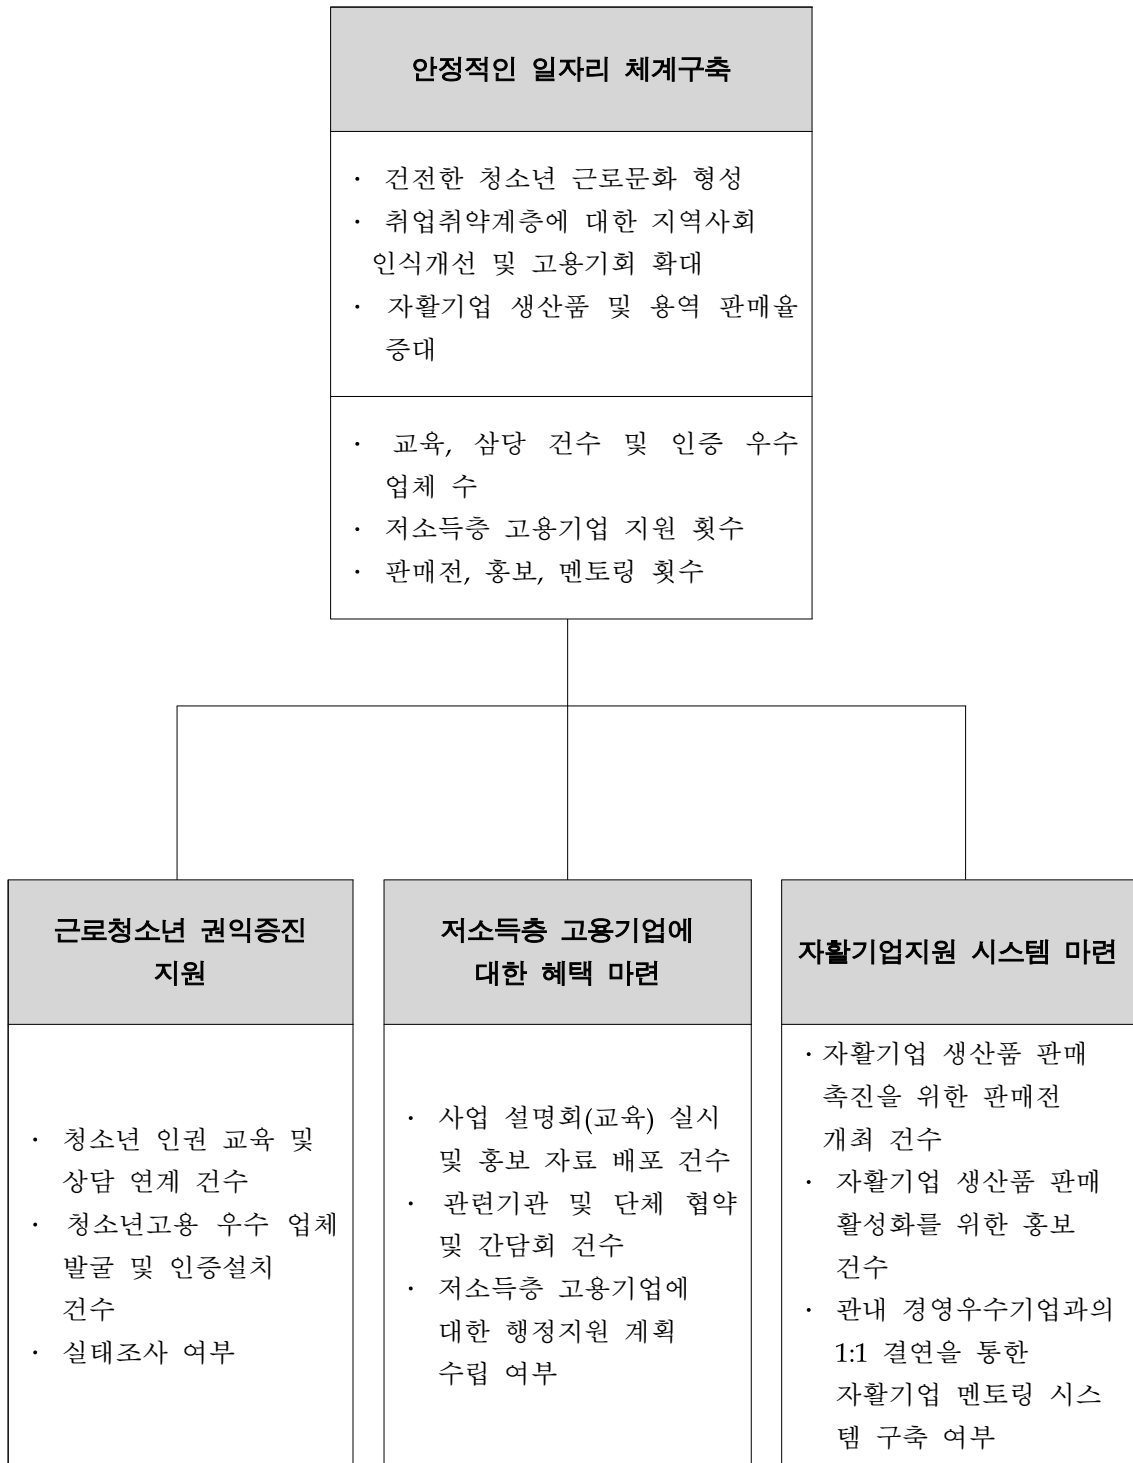 안정적인 일자리 체계구축
· 건전한 청소년 근로문화 형성
· 취업취약계층에 대한 지역사회
인식개선 및 고용기회 확대
· 자활기업 생산품 및 용역 판매율
증대
· 교육, 삼당 건수 및 인증 우수
업체 수
· 저소득층 고용기업 지원 횟수
· 판매전, 홍보, 멘토링 횟수
근로청소년 권익증진
지원
· 청소년 인권 교육 및
상담 연계 건수
· 청소년고용 우수 업체
발굴 및 인증설치
건수
· 실태조사 여부
저소득층 고용기업에
대한 혜택 마련
· 사업 설명회(교육) 실시
및 홍보 자료 배포 건수
· 관련기관 및 단체 협약
및 간담회 건수
· 저소득층 고용기업에
대한 행정지원 계획
수립 여부
자활기업지원 시스템 마련
· 자활기업 생산품 판매
촉진을 위한 판매전
개최 건수
· 자활기업 생산품 판매
활성화를 위한 홍보
건수
· 관내 경영우수기업과의
1:1 결연을 통한
자활기업 멘토링 시스
템 구축 여부